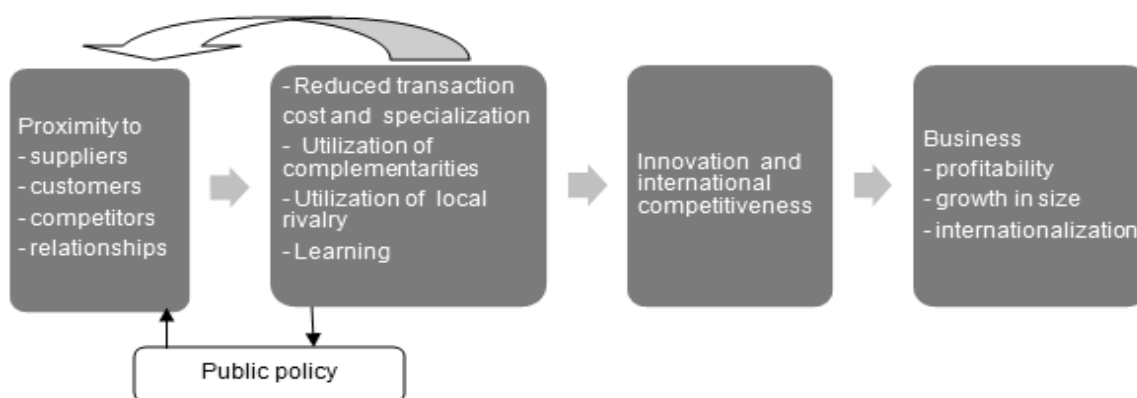 Proximity to
- suppliers
- customers
- competitors
- relationships
- Reduced transaction
cost and specialization
- Utilization of
complementarities
- Utilization of local
rivalry
- Learning
Innovation and
international
competitiveness
Business
- profitability
- growth in size
- internationalization
Public policy